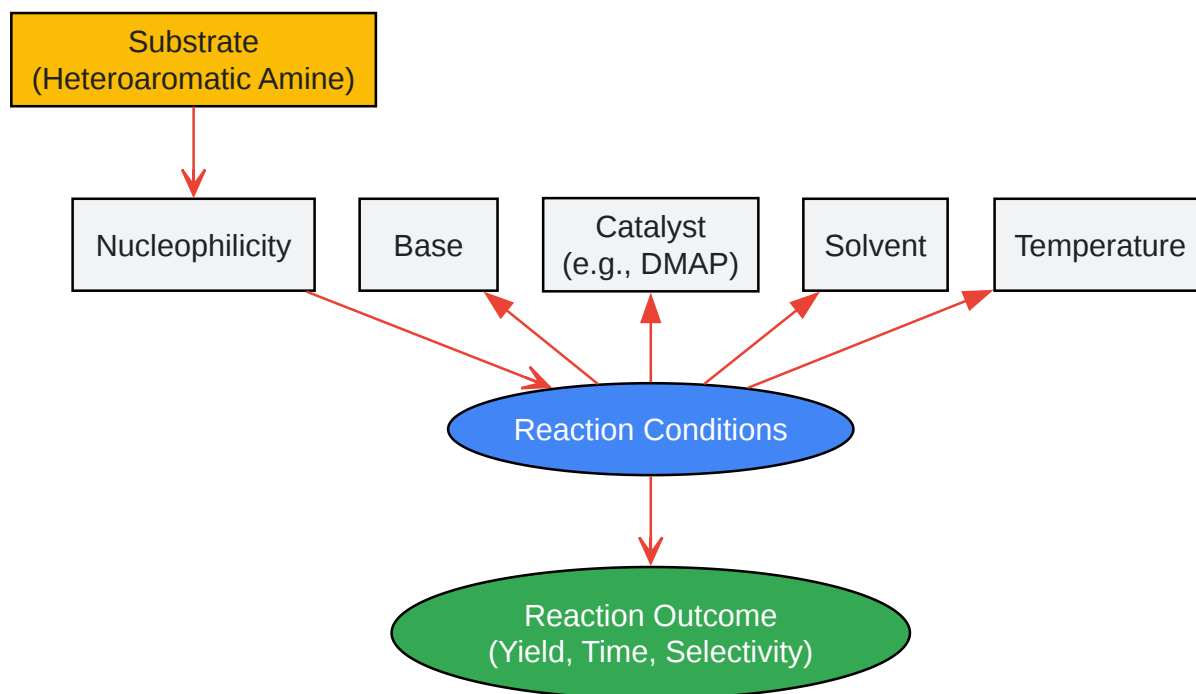 Substrate
(Heteroaromatic Amine)
Nucleophilicity
Base
Catalyst
(e.g., DMAP)
Solvent
Temperature
Reaction Conditions
Reaction Outcome
(Yield, Time, Selectivity)